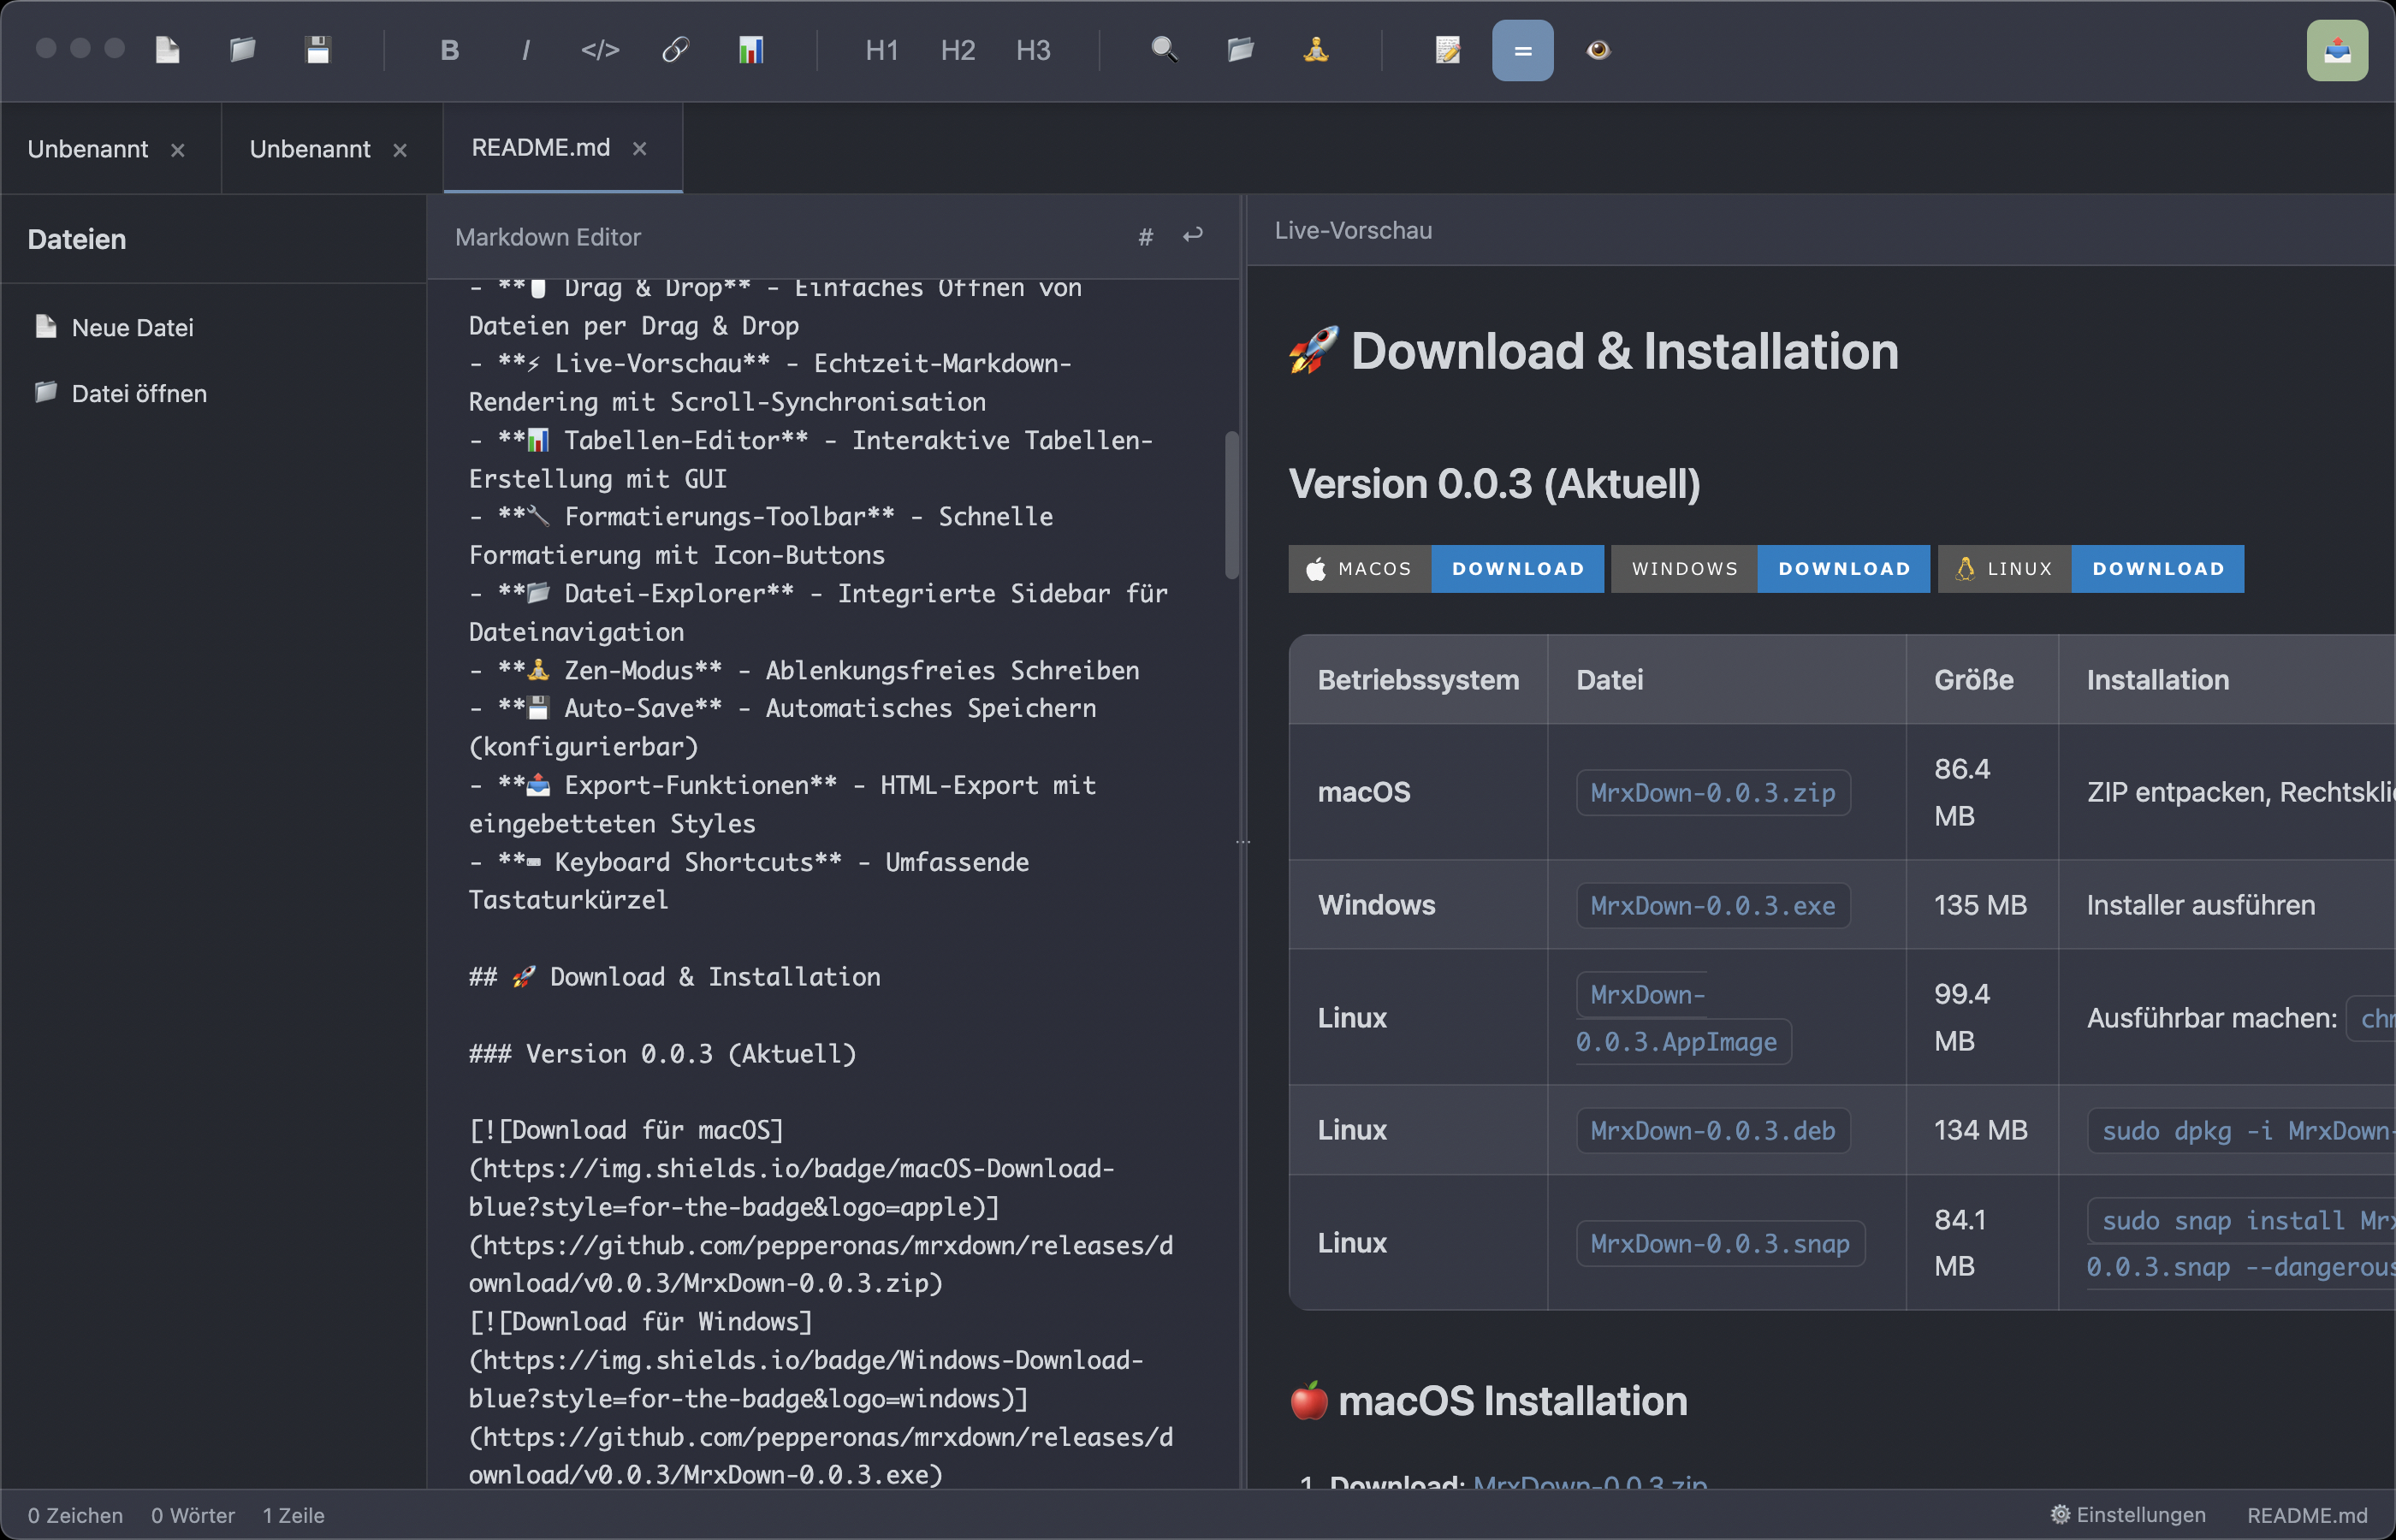 B I </> H1 H2 H3 =
Unbenannt × Unbenannt × README.md ×
Dateien
Neue Datei
Datei öffnen
Markdown Editor # ↩
- ** Drag & Drop** - Einfaches Öffnen von
Dateien per Drag & Drop
- **⚡ Live-Vorschau** - Echtzeit-Markdown-
Rendering mit Scroll-Synchronisation
- **📊 Tabellen-Editor** - Interaktive Tabellen-
Erstellung mit GUI
- **🔧 Formatierungs-Toolbar** - Schnelle
Formatierung mit Icon-Buttons
- **📂 Datei-Explorer** - Integrierte Sidebar für
Dateinavigation
- **🧘 Zen-Modus** - Ablenkungsfreies Schreiben
- **💾 Auto-Save** - Automatisches Speichern
(konfigurierbar)
- **📤 Export-Funktionen** - HTML-Export mit
eingebetteten Styles
- **⌨ Keyboard Shortcuts** - Umfassende
Tastaturkürzel
## 🚀 Download & Installation
### Version 0.0.3 (Aktuell)
[![Download für macOS]
(https://img.shields.io/badge/macOS-Download-
blue?style=for-the-badge&logo=apple)]
(https://github.com/pepperonas/mrxdown/releases/d
ownload/v0.0.3/MrxDown-0.0.3.zip)
[![Download für Windows]
(https://img.shields.io/badge/Windows-Download-
blue?style=for-the-badge&logo=windows)]
(https://github.com/pepperonas/mrxdown/releases/d
ownload/v0.0.3/MrxDown-0.0.3.exe)
Live-Vorschau
🚀 Download & Installation
Version 0.0.3 (Aktuell)
MACOS DOWNLOAD WINDOWS DOWNLOAD LINUX DOWNLOAD
Betriebssystem Datei Größe Installation
macOS MrxDown-0.0.3.zip 86.4
MB ZIP entpacken, Rechtskli
Windows MrxDown-0.0.3.exe 135 MB Installer ausführen
Linux MrxDown-
0.0.3.AppImage 99.4
MB Ausführbar machen: ch
Linux MrxDown-0.0.3.deb 134 MB sudo dpkg -i MrxDown-
Linux MrxDown-0.0.3.snap 84.1
MB sudo snap install Mrx
0.0.3.snap --dangerous
🍎 macOS Installation
1. Download: MrxDown-0.0.3.zip
0 Zeichen 0 Wörter 1 Zeile
Einstellungen README.md